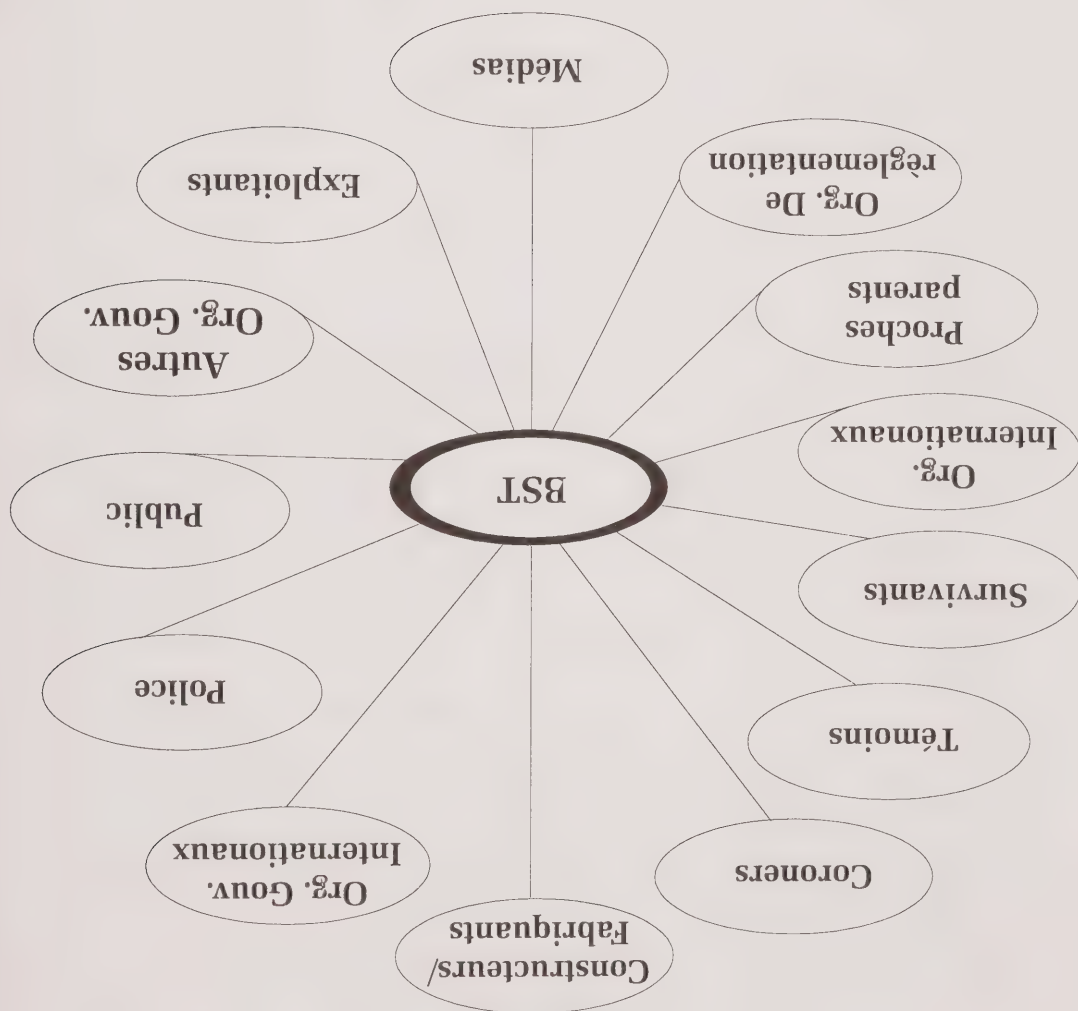 Constructeurs/
Fabriquants
Coroners
Org. Gouv.
Internationaux
Témoins
Police
Survivants
Public
BST
Org.
Internationaux
Autres
Org. Gouv.
Proches
parents
Org. De
règlementation
Exploitants
Médias